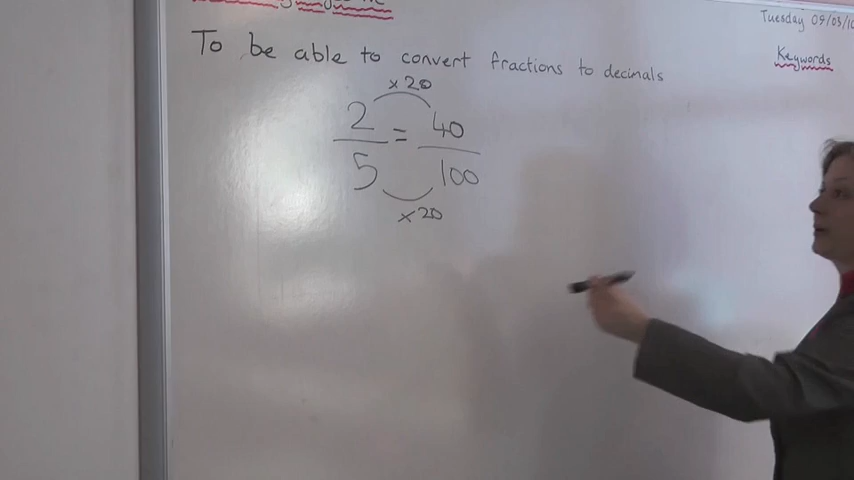 Tuesday 09/03/10
To be able to convert fractions to decimals
Keywords
×20
2/5 = 40/100
×20